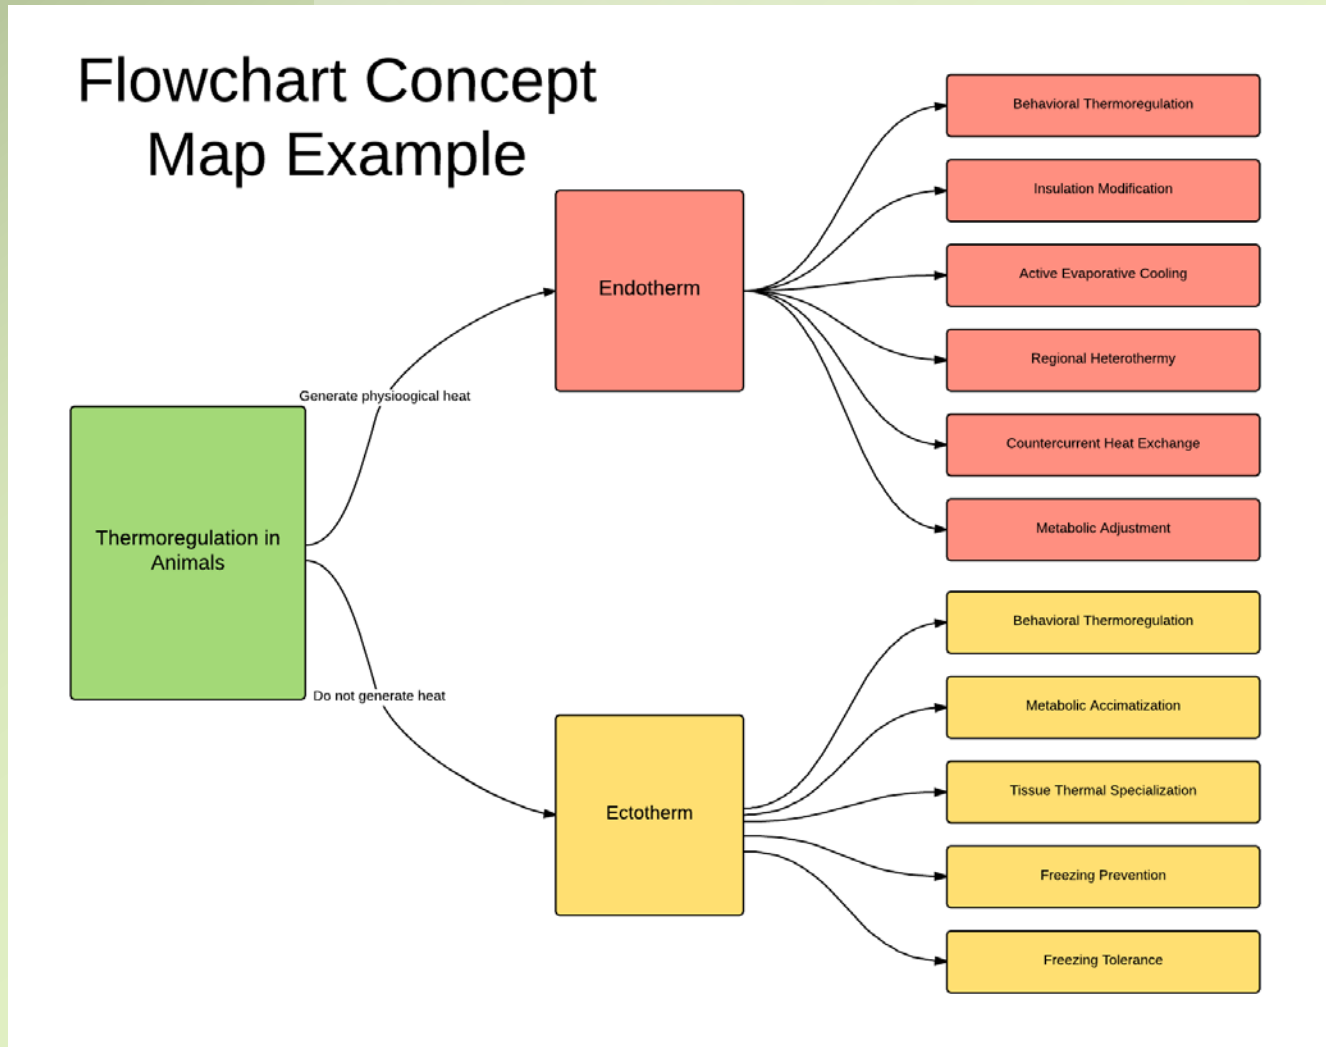 Flowchart Concept
Map Example
Behavioral Thermoregulation
Insulation Modification
Active Evaporative Cooling
Regional Heterothermy
Countercurrent Heat Exchange
Metabolic Adjustment
Endotherm
Generate physioogical heat
Thermoregulation in
Animals
Do not generate heat
Ectotherm
Behavioral Thermoregulation
Metabolic Accimatization
Tissue Thermal Specialization
Freezing Prevention
Freezing Tolerance